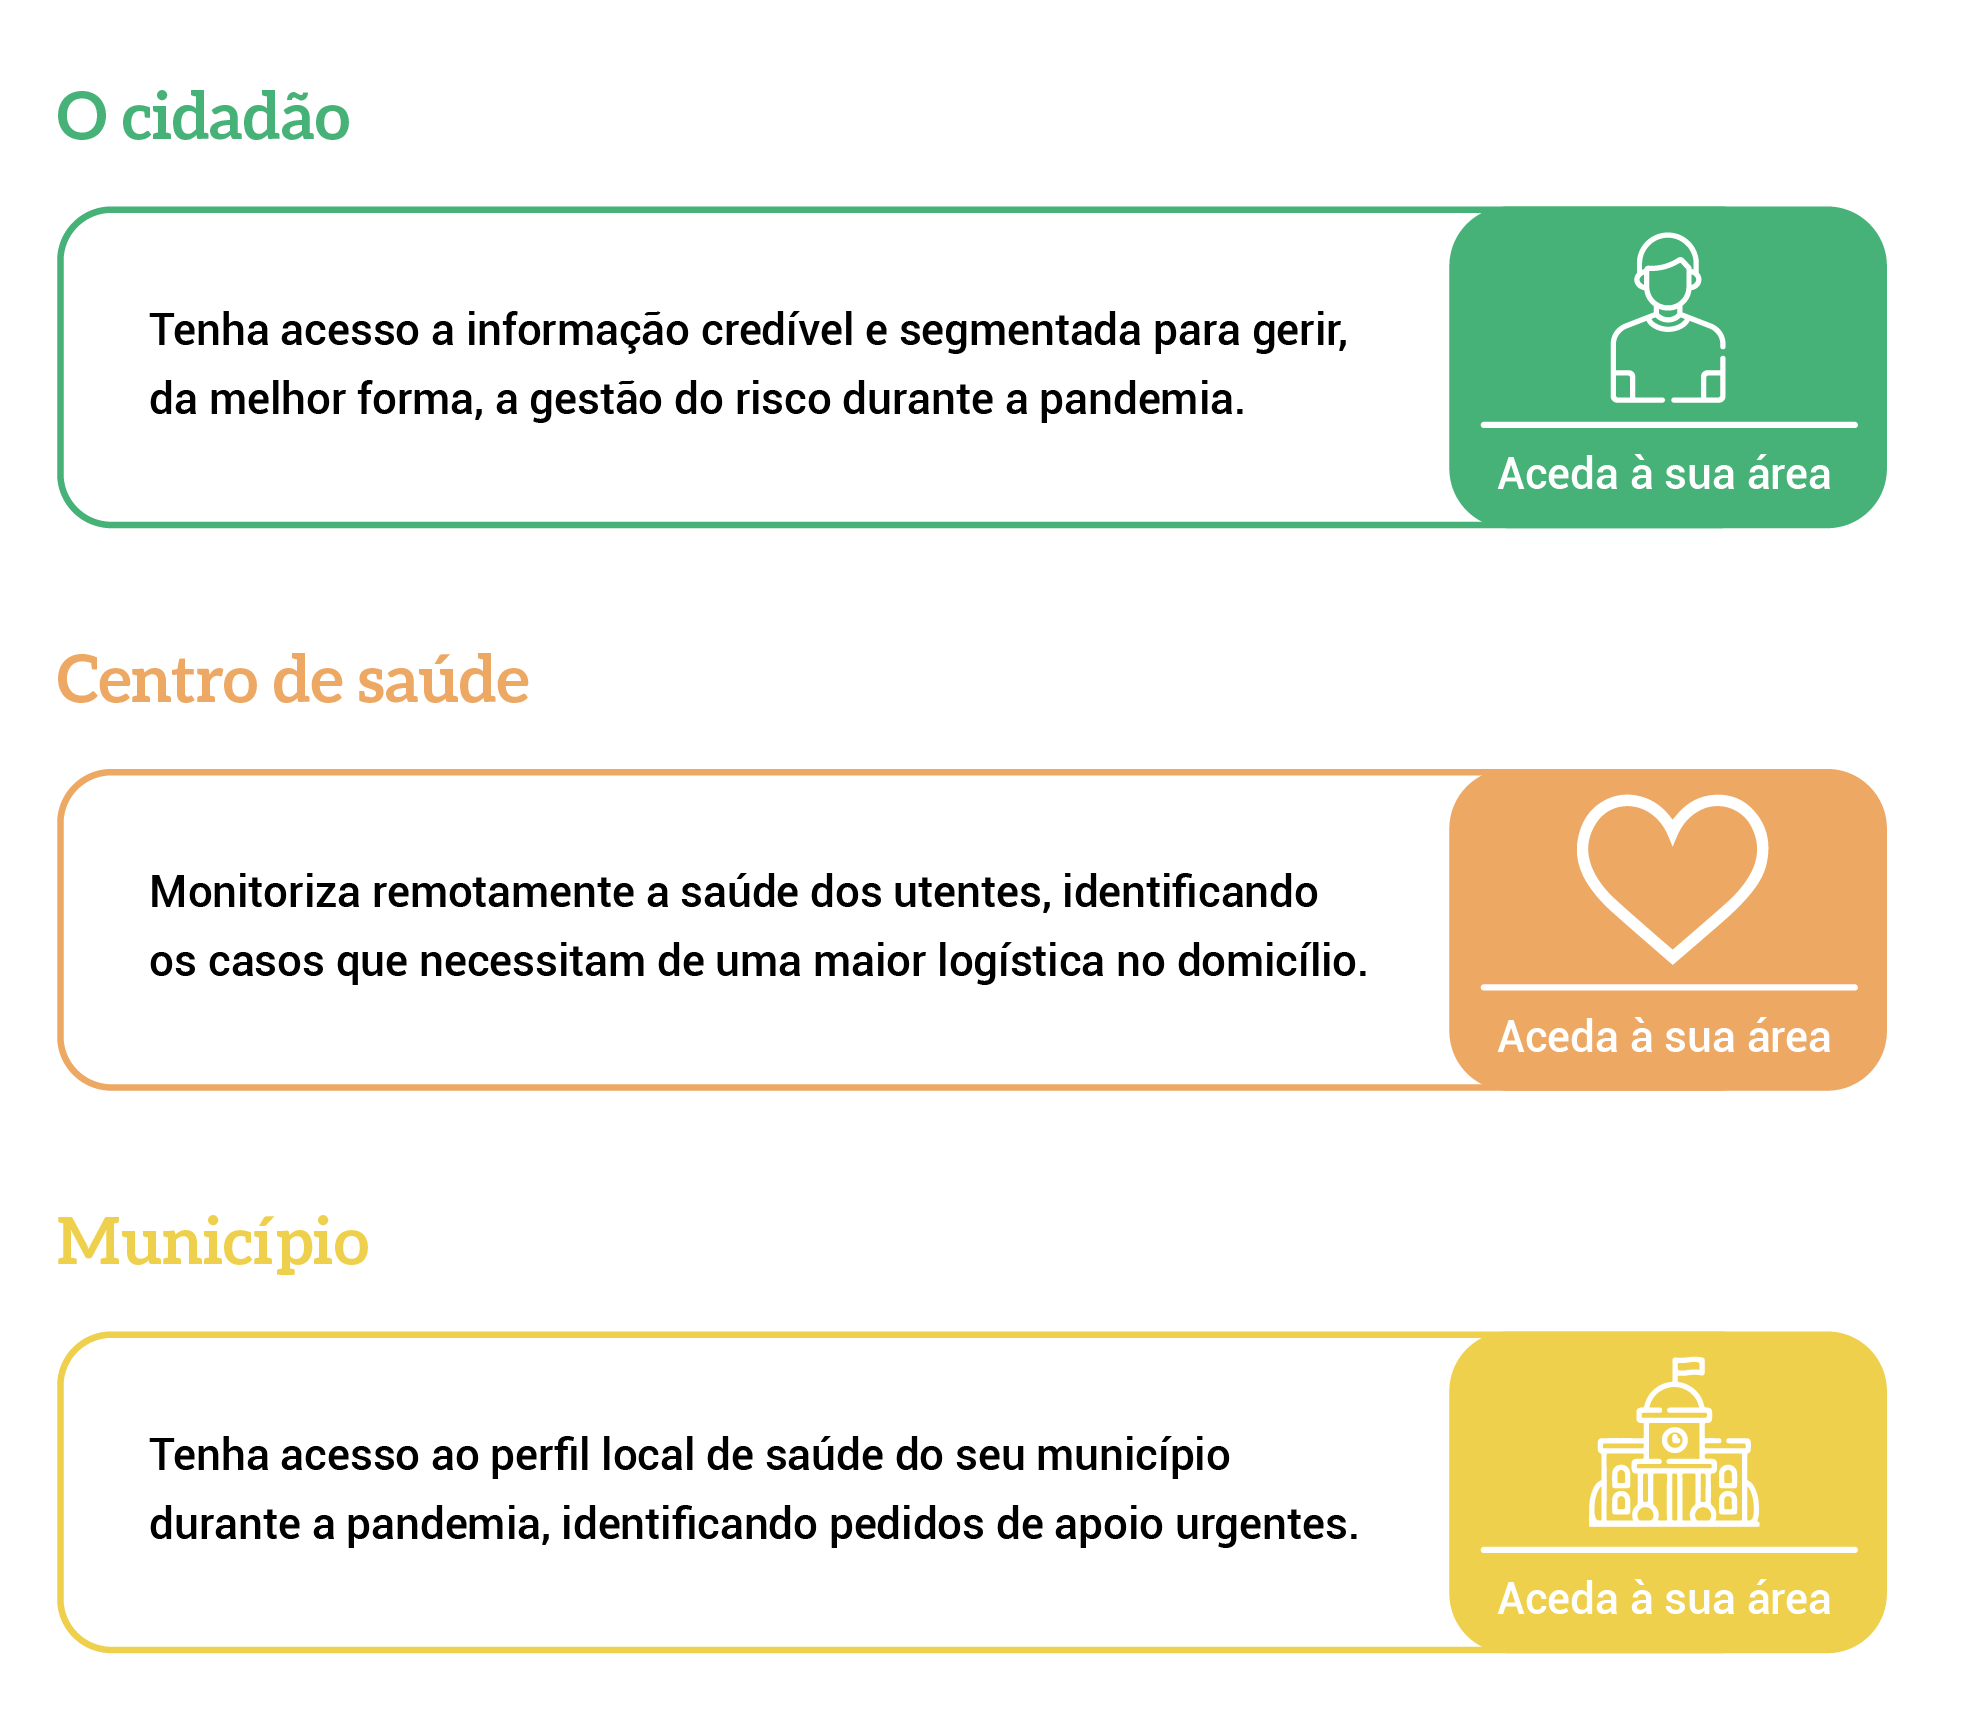 O cidadão
Tenha acesso a informação credível e segmentada para gerir,
da melhor forma, a gestão do risco durante a pandemia.
Aceda à sua área
Centro de saúde
Monitoriza remotamente a saúde dos utentes, identificando
os casos que necessitam de uma maior logística no domicílio.
Aceda à sua área
Município
Tenha acesso ao perfil local de saúde do seu município
durante a pandemia, identificando pedidos de apoio urgentes.
Aceda à sua área